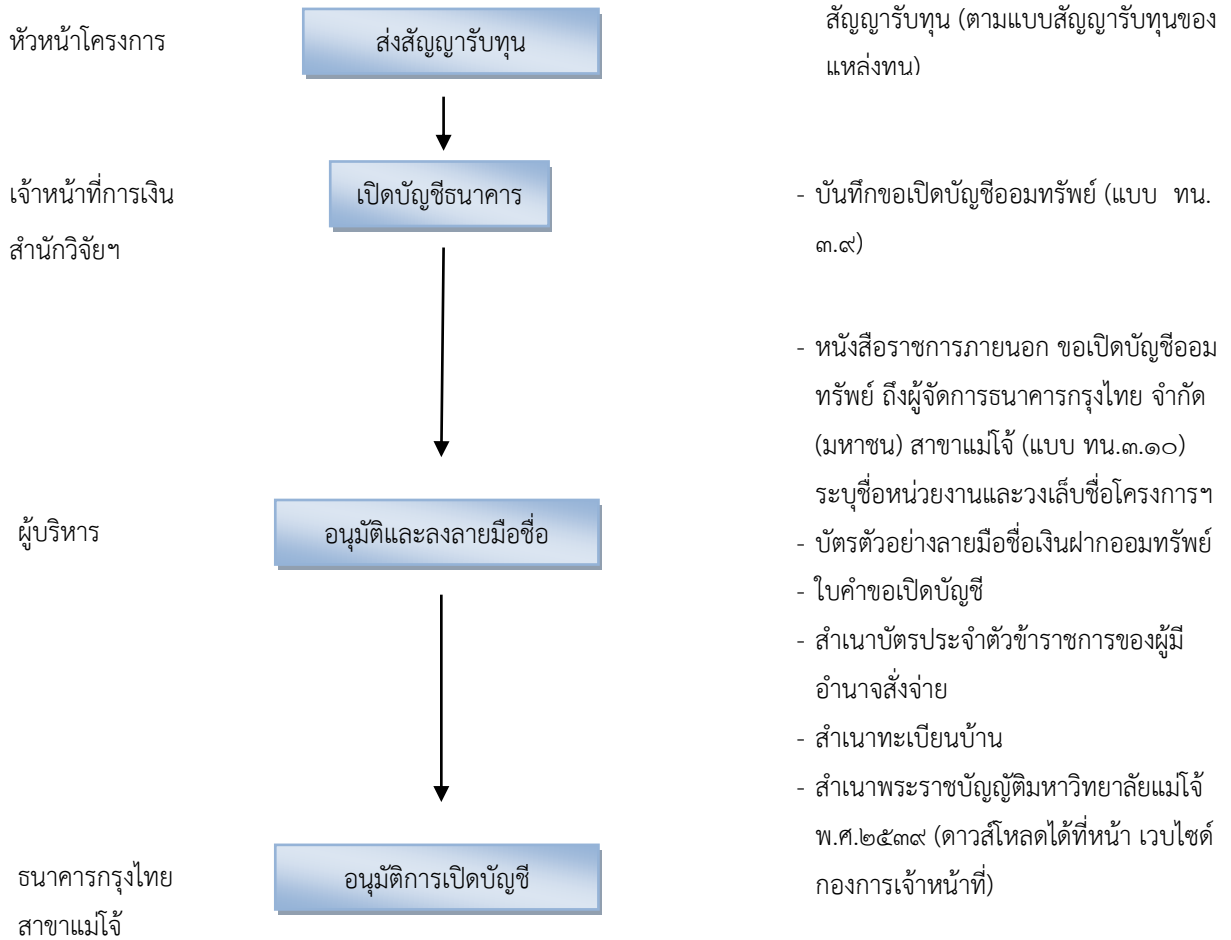 หัวหน้าโครงการ
ส่งสัญญารับทุน
สัญญารับทุน (ตามแบบสัญญารับทุนของ
แหล่งทุน)
เจ้าหน้าที่การเงิน
สำนักวิจัยฯ
เปิดบัญชีธนาคาร
- บันทึกขอเปิดบัญชีออมทรัพย์ (แบบ ทน.
๓.๙)
- หนังสือราชการภายนอก ขอเปิดบัญชีออม
ทรัพย์ ถึงผู้จัดการธนาคารกรุงไทย จำกัด
(มหาชน) สาขาแม่โจ้ (แบบ ทน.๓.๑๐)
ระบุชื่อหน่วยงานและวงเล็บชื่อโครงการฯ
ผู้บริหาร
อนุมัติและลงลายมือชื่อ
- บัตรตัวอย่างลายมือชื่อเงินฝากออมทรัพย์
- ใบคำขอเปิดบัญชี
- สำเนาบัตรประจำตัวข้าราชการของผู้มี
อำนาจสั่งจ่าย
- สำเนาทะเบียนบ้าน
- สำเนาพระราชบัญญัติมหาวิทยาลัยแม่โจ้
พ.ศ.๒๕๓๙ (ดาวส์โหลดได้ที่หน้า เวบไซด์
กองการเจ้าหน้าที่)
ธนาคารกรุงไทย
สาขาแม่โจ้
อนุมัติการเปิดบัญชี